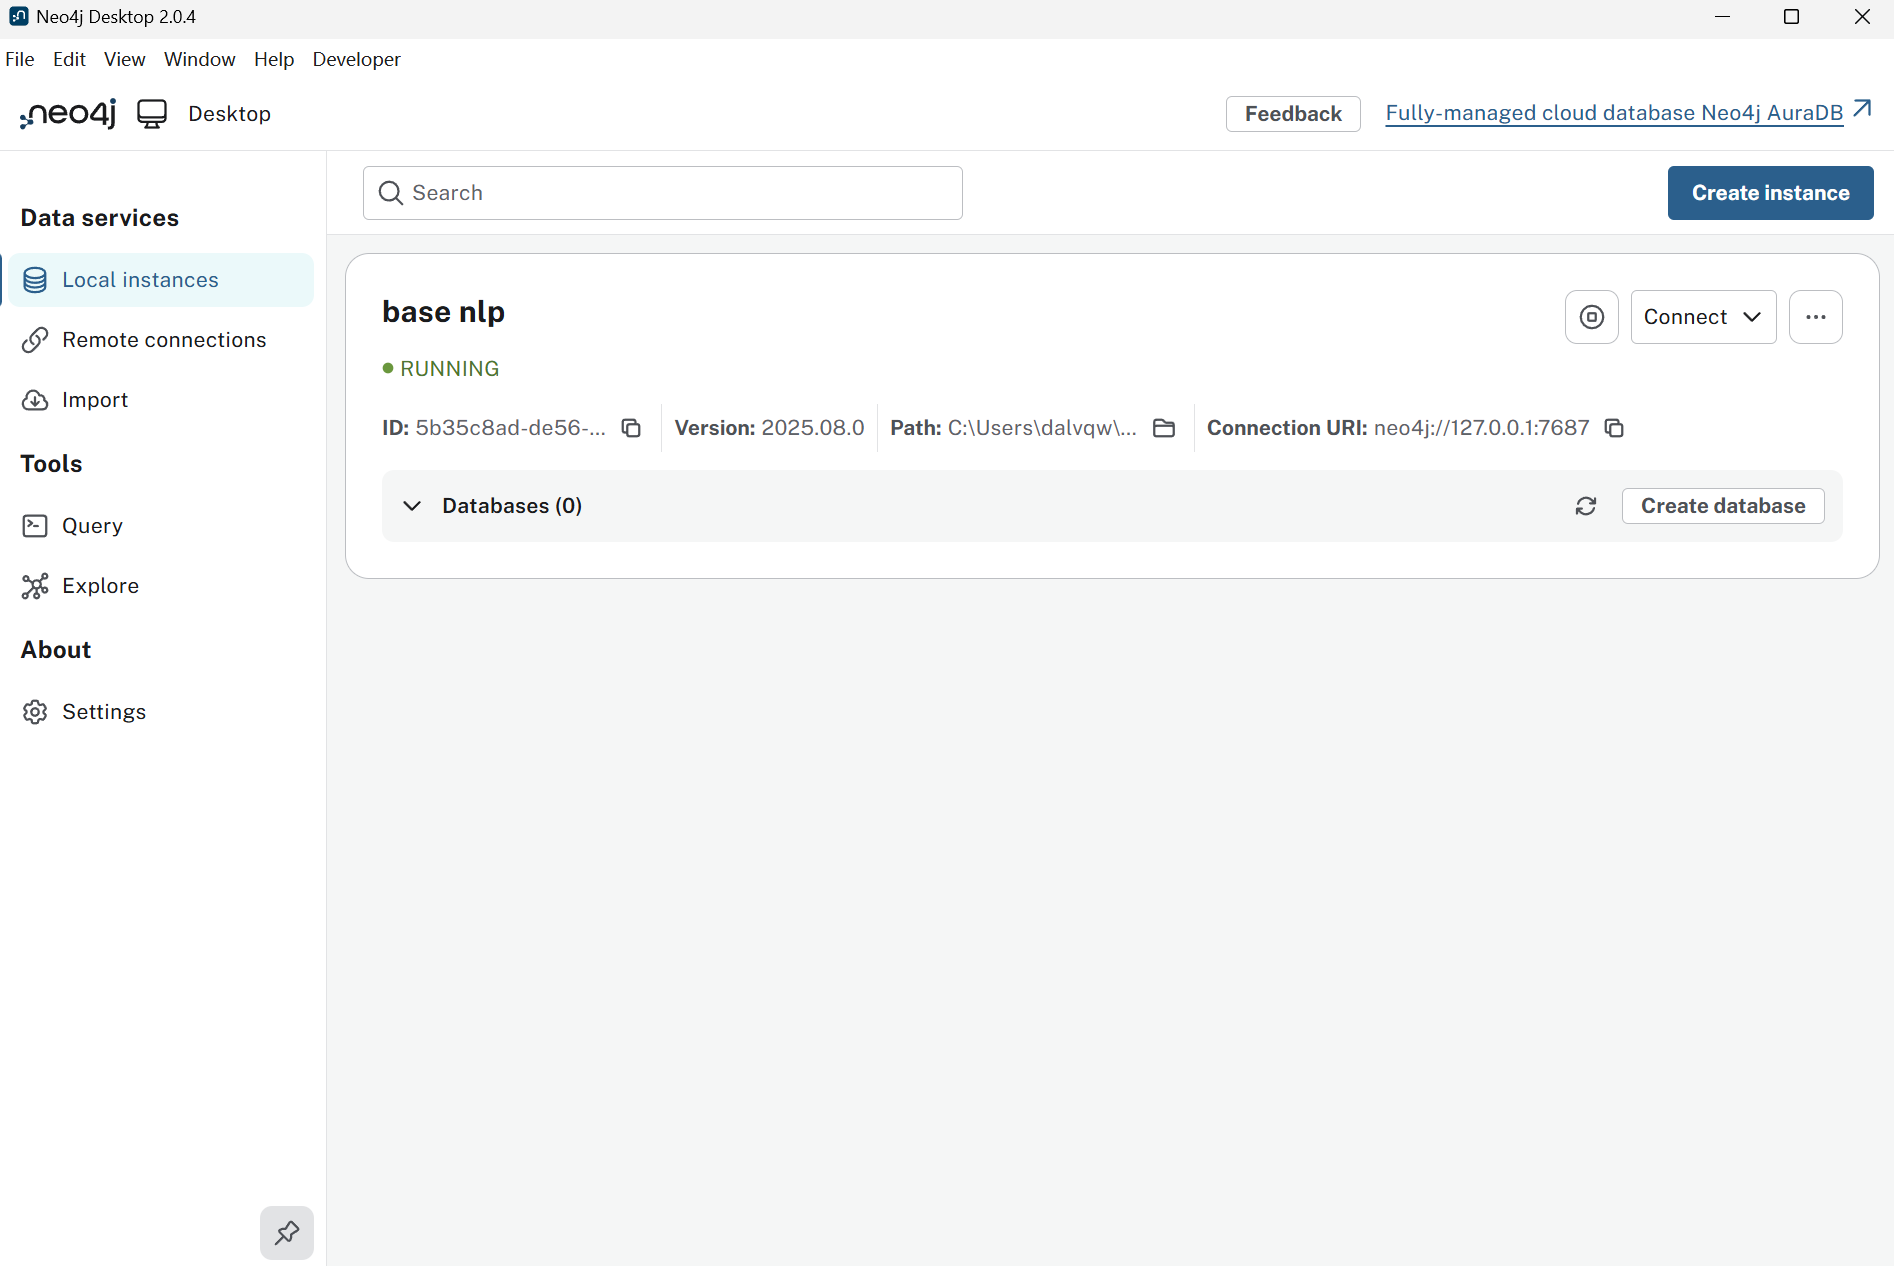 Neo4j Desktop 2.0.4
File Edit View Window Help Developer
neo4j Desktop
Feedback
Fully-managed cloud database Neo4j AuraDB
Data services
Local instances
Remote connections
Import
Tools
Query
Explore
About
Settings
Search
Create instance
base nlp
Connect
RUNNING
ID: 5b35c8ad-de56-... Version: 2025.08.0 Path: C:\Users\dalvqw\... Connection URI: neo4j://127.0.0.1:7687
Databases (0)
Create database